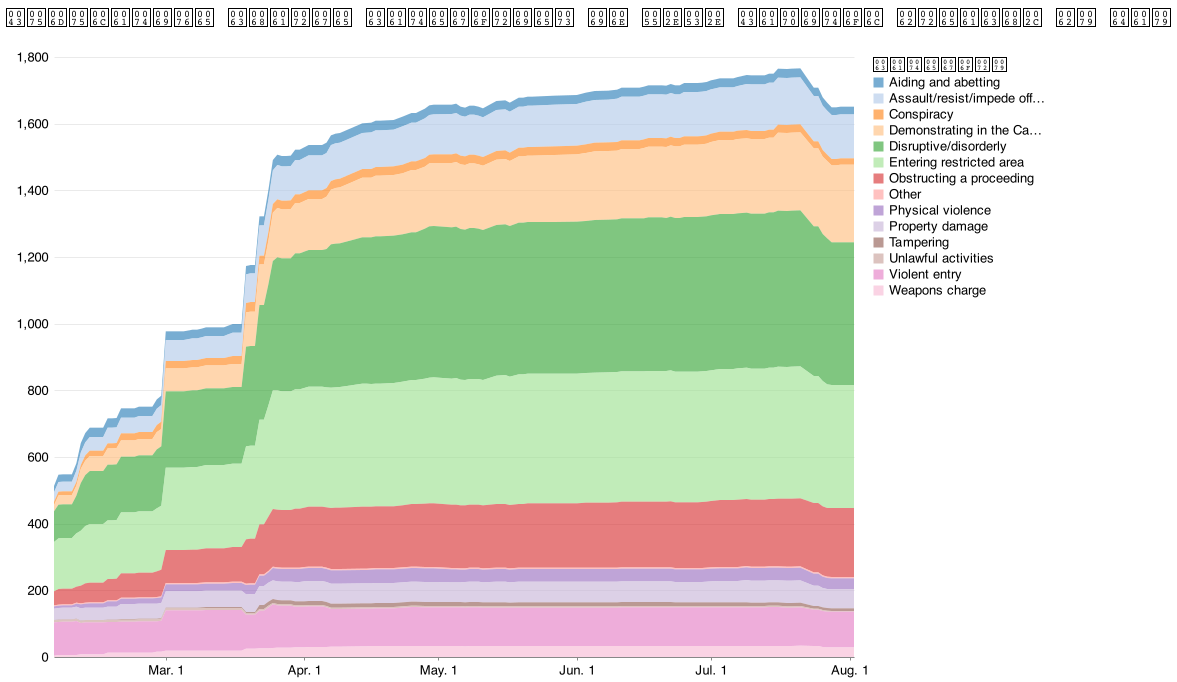 1,800
1,600
1,400
1,200
1,000
800
600
400
200
0
Mar. 1
Apr. 1
May. 1
Jun. 1
Jul. 1
Aug. 1
Aiding and abetting
Assault/resist/impede off…
Conspiracy
Demonstrating in the Ca…
Disruptive/disorderly
Entering restricted area
Obstructing a proceeding
Other
Physical violence
Property damage
Tampering
Unlawful activities
Violent entry
Weapons charge